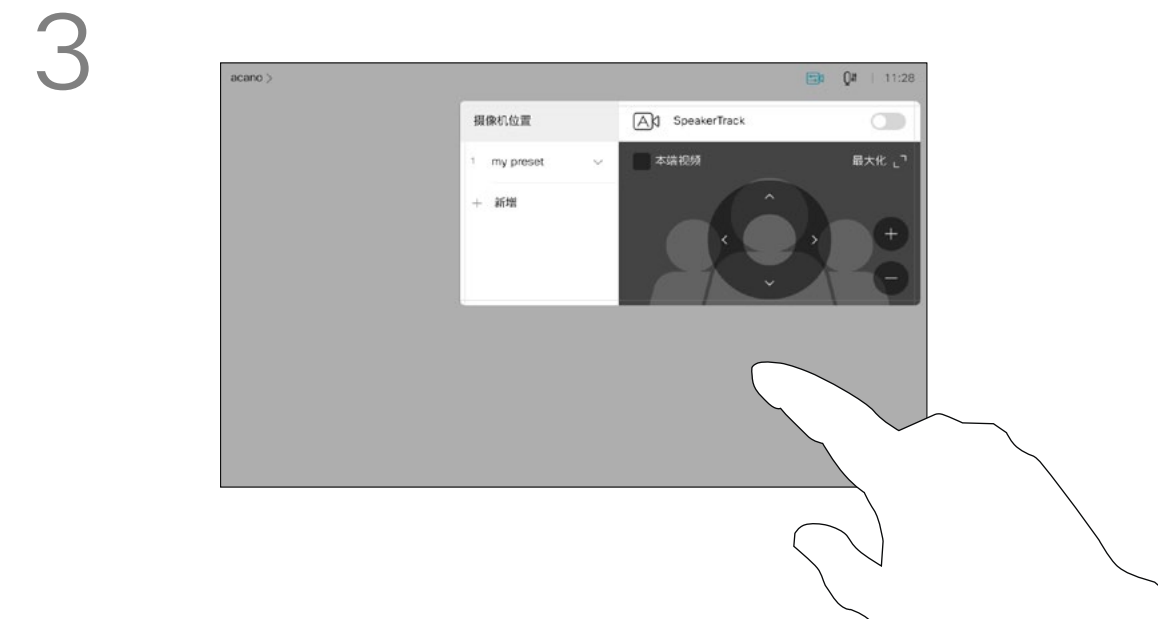 3
acano >
11:28
摄像机位置
SpeakerTrack
1 my preset
本端视频
最大化
+ 新增